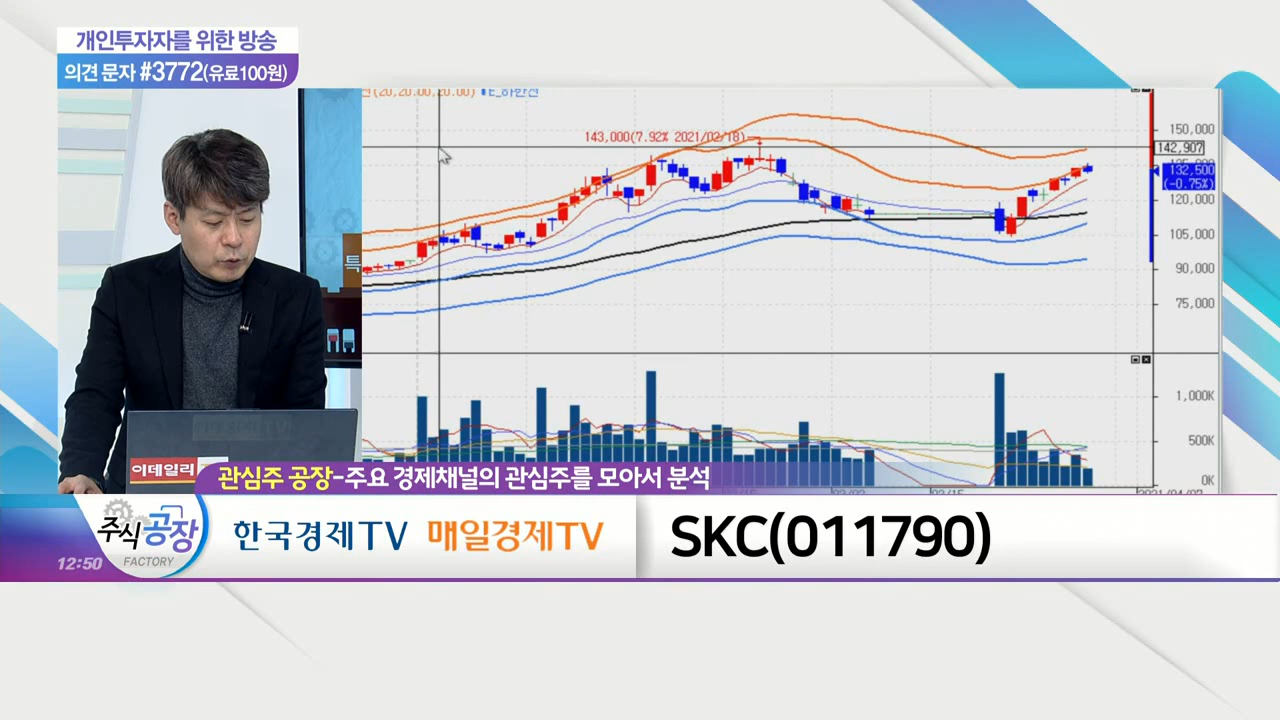 개인투자자를 위한 방송
의견 문자 #3772(유료100원)
143,000(7.92% 2021/02/18)
150,000
142,907
132,500
(-0.75%)
120,000
105,000
90,000
75,000
특
1,000K
500K
0K
이데일리
관심주 공장-주요 경제채널의 관심주를 모아서 분석
주식공장
FACTORY
12:50
한국경제TV 매일경제TV
SKC(011790)